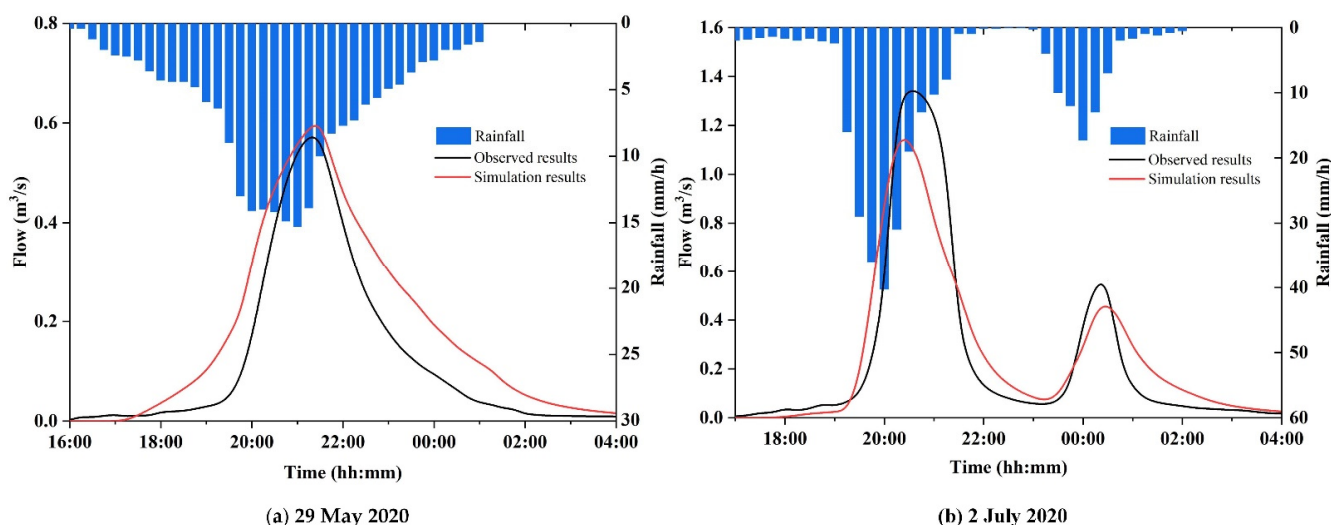 0.8
0.6
0.4
0.2
0.0
Flow (m³/s)
0
5
10
15
20
25
30
Rainfall (mm/h)
Rainfall
Observed results
Simulation results
16:00 18:00 20:00 22:00 00:00 02:00 04:00
Time (hh:mm)
(a) 29 May 2020
1.6
1.4
1.2
1.0
0.8
0.6
0.4
0.2
0.0
Flow (m³/s)
0
10
20
30
40
50
60
Rainfall (mm/h)
Rainfall
Observed results
Simulation results
18:00 20:00 22:00 00:00 02:00 04:00
Time (hh:mm)
(b) 2 July 2020